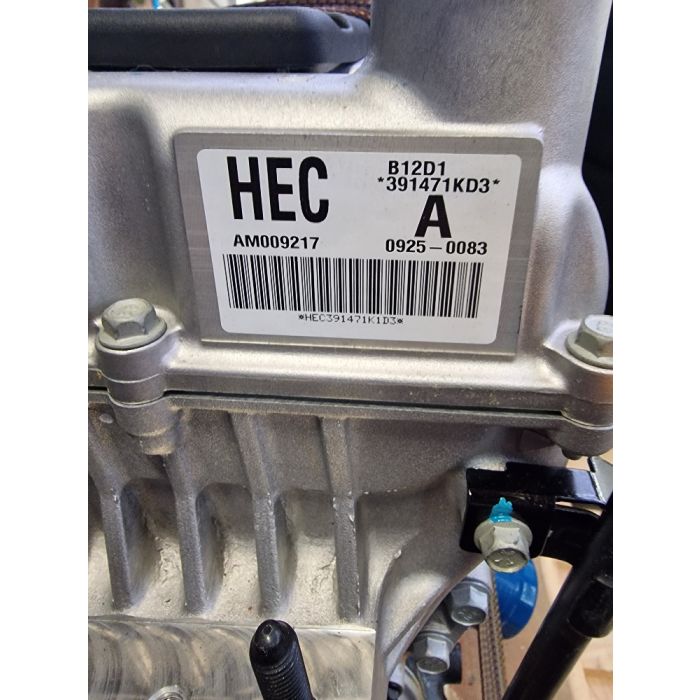 HEC
B12D1
*391471KD3*
A
AM009217
0925-0083
*HEC391471K1D3*